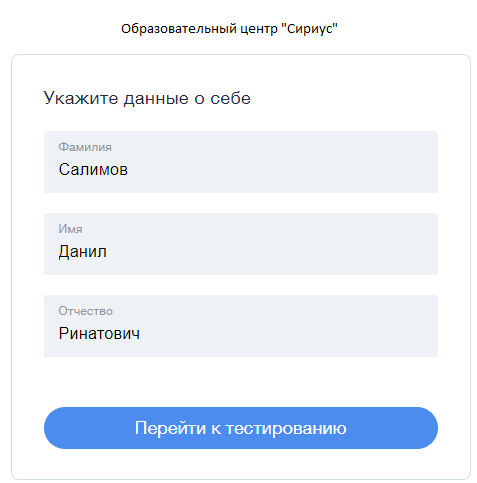 Образовательный центр "Сириус"
Укажите данные о себе
Фамилия
Салимов
Имя
Данил
Отчество
Ринатович
Перейти к тестированию